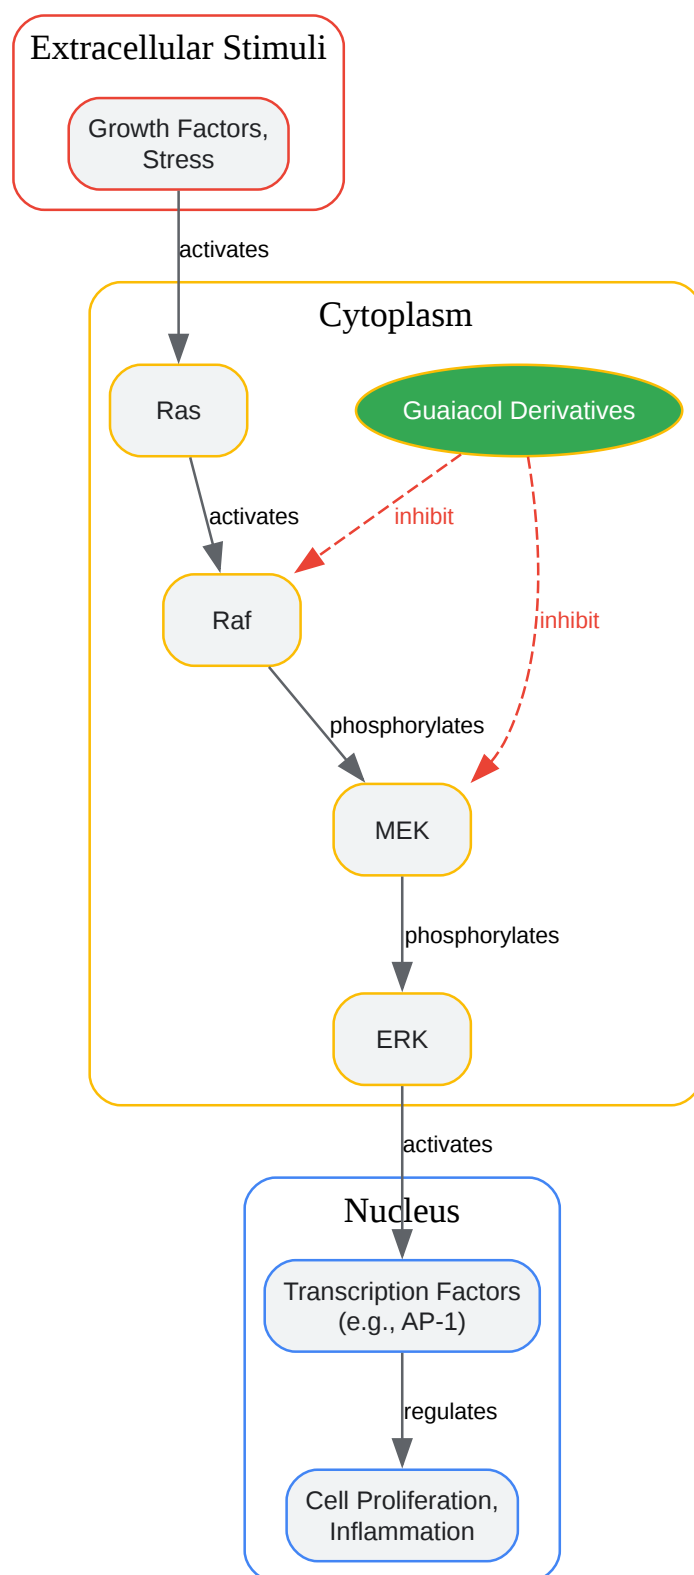 Extracellular Stimuli
Growth Factors,
Stress
activates
Cytoplasm
Ras
Guaiacol Derivatives
activates
inhibit
Raf
inhibit
phosphorylates
MEK
phosphorylates
ERK
activates
Nucleus
Transcription Factors
(e.g., AP-1)
regulates
Cell Proliferation,
Inflammation